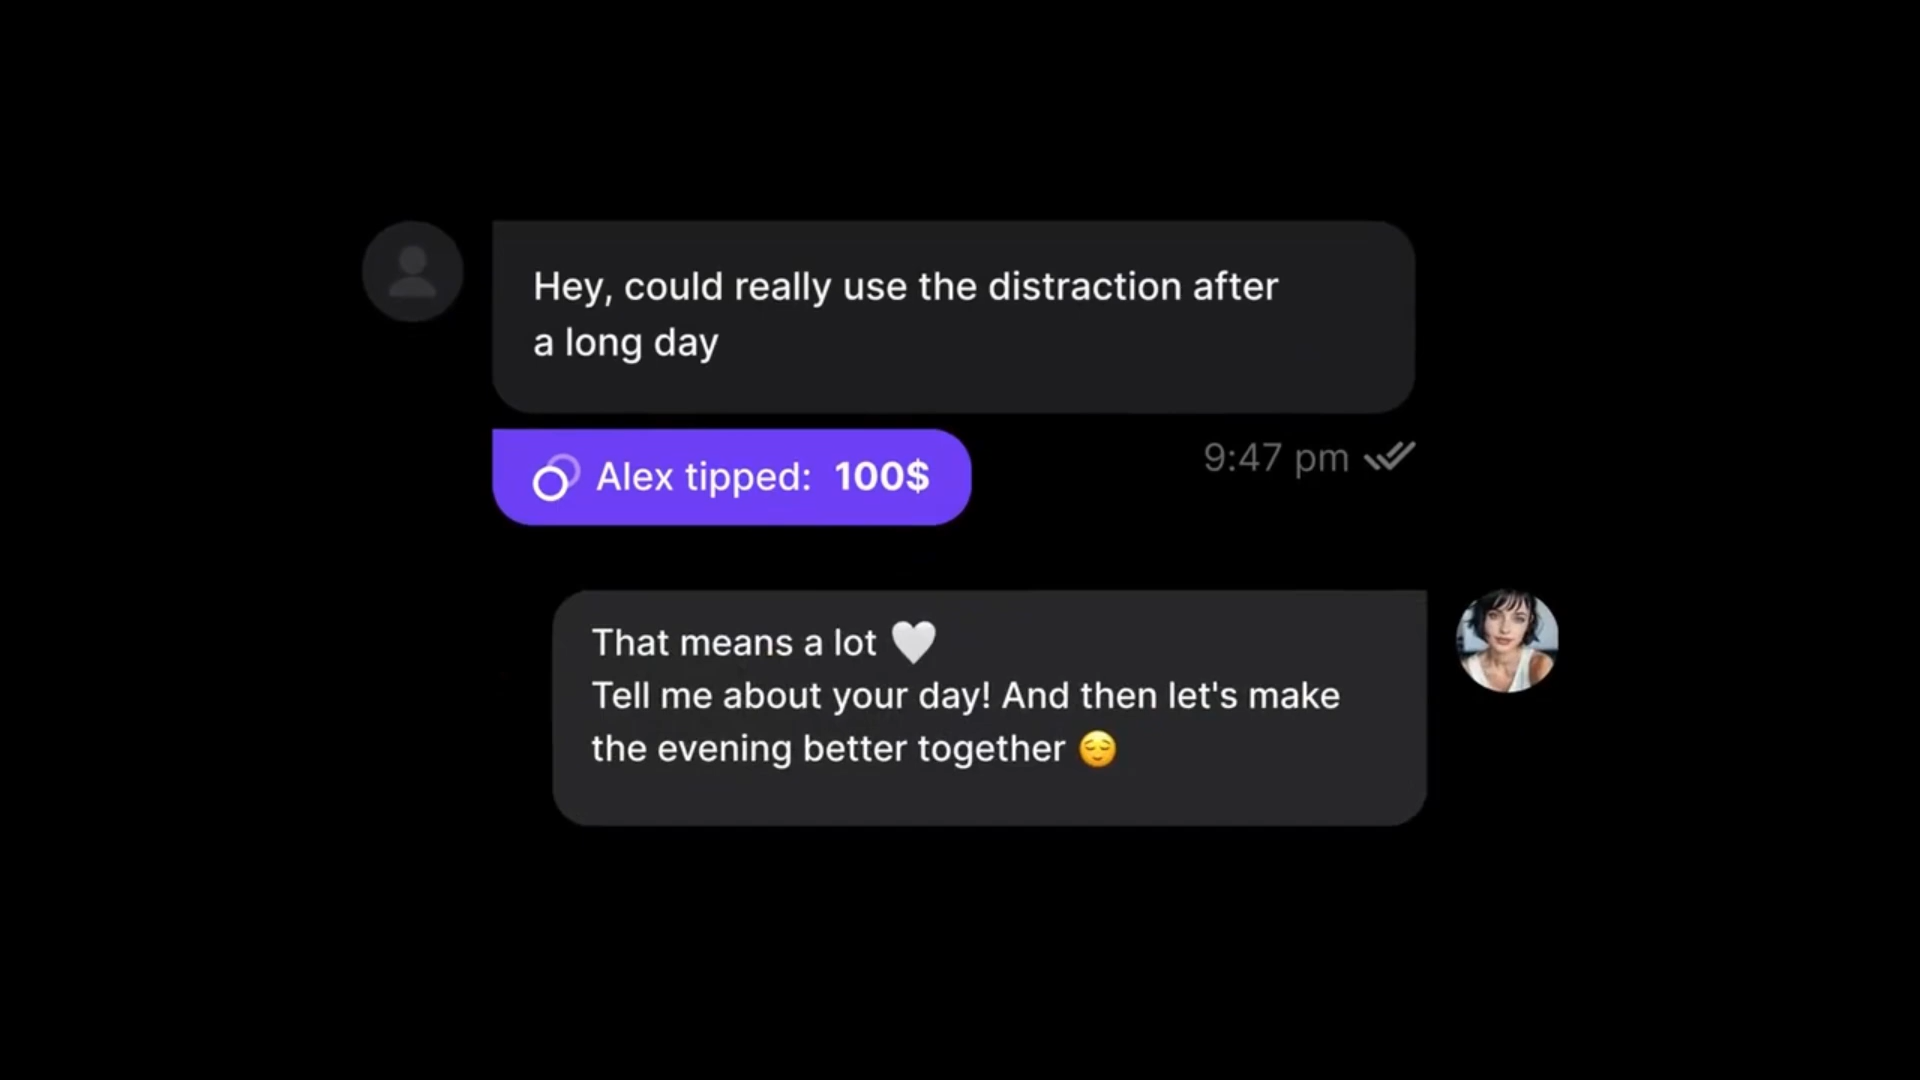 Hey, could really use the distraction after
a long day
Alex tipped: 100$
9:47 pm
That means a lot 🤍
Tell me about your day! And then let's make
the evening better together 😌